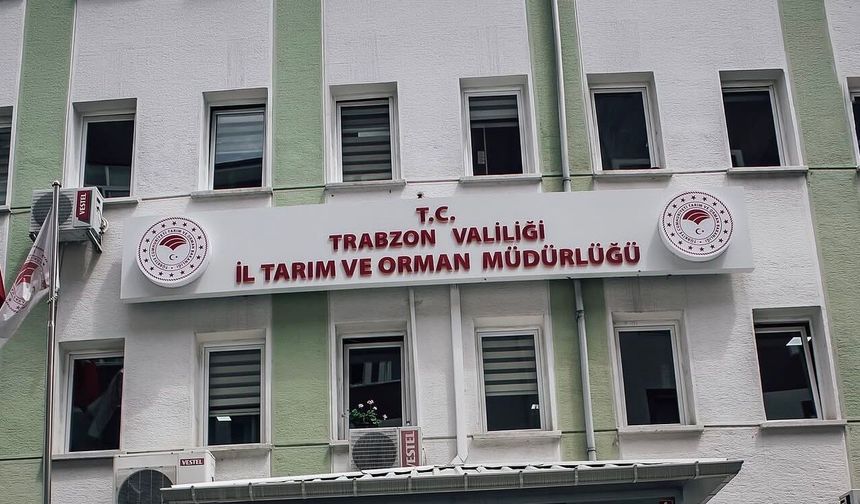 T.C.
TRABZON VALİLİĞİ
İL TARIM VE ORMAN MÜDÜRLÜĞÜ
VESTEL
VESTEL
VESTEL